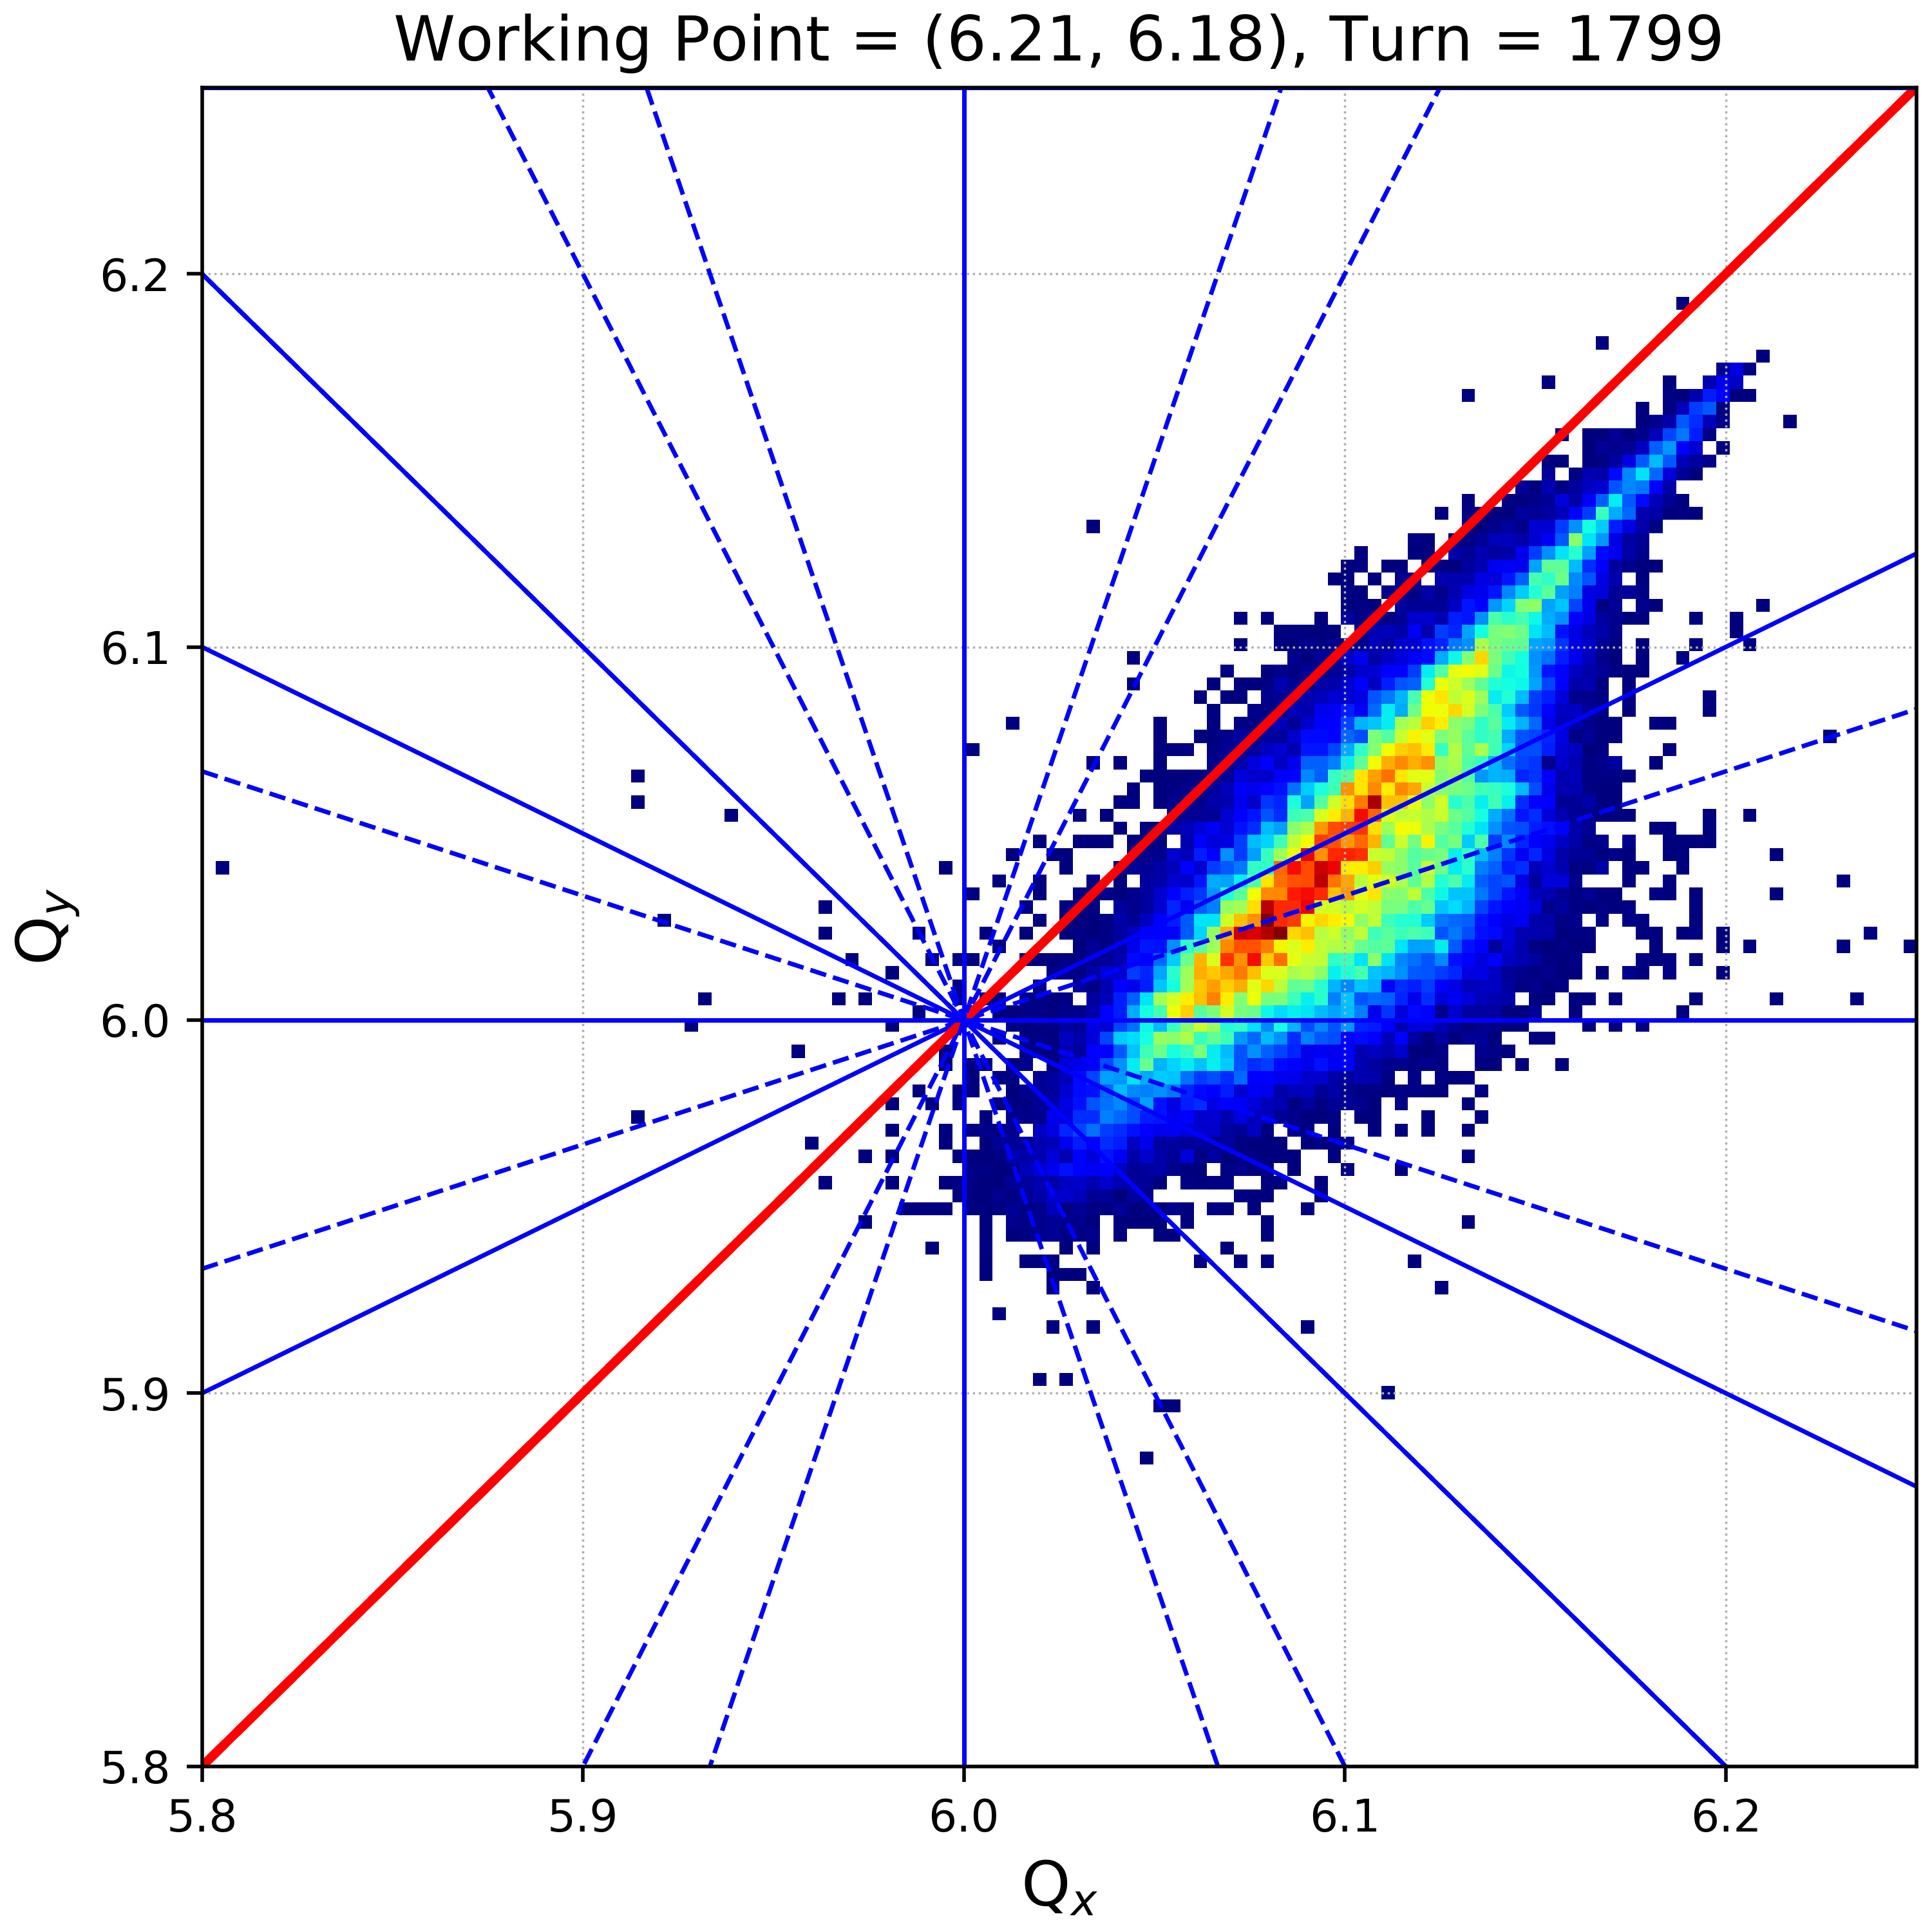 Working Point = (6.21, 6.18), Turn = 1799
6.2
6.1
6.0
5.9
5.8
Qy
5.8 5.9 6.0 6.1 6.2
Qx